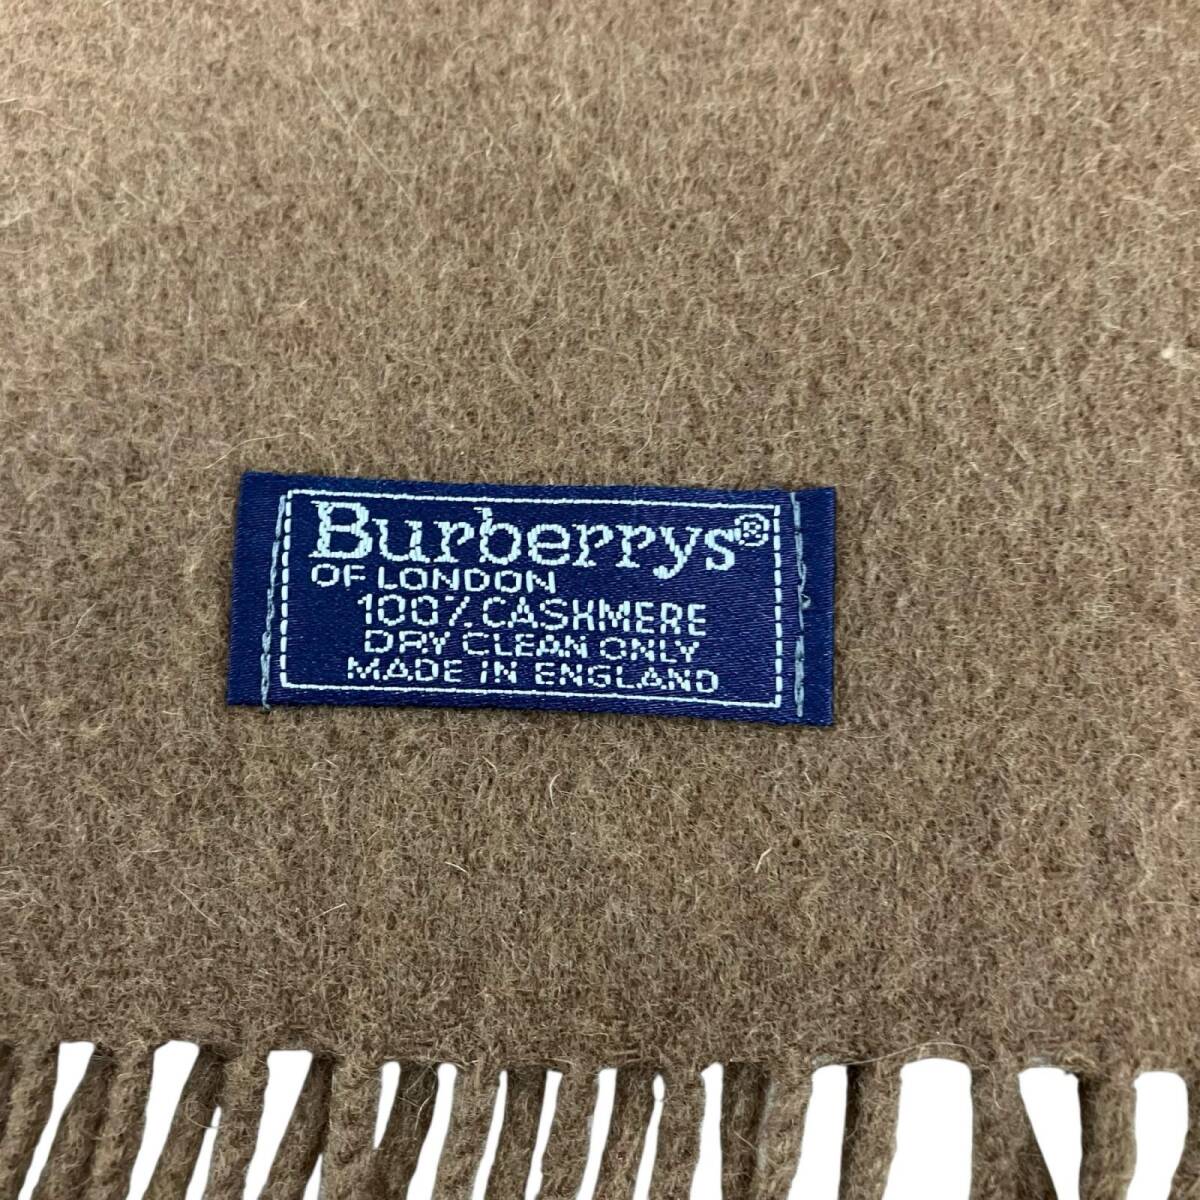 Burberrys®
OF LONDON
100% CASHMERE
DRY CLEAN ONLY
MADE IN ENGLAND